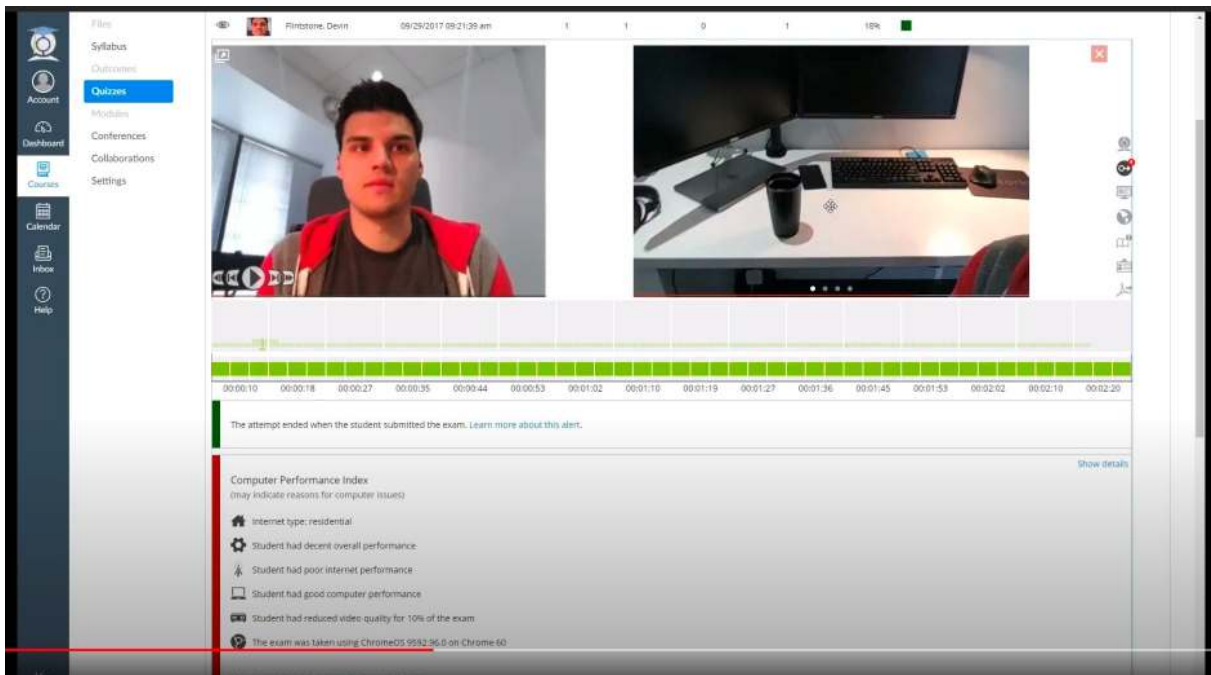 Files
Flintstone, Devin 09/29/2017 09:21:39 am 1 1 0 1 18%
Syllabus
Outcomes
Account
Quizzes
Modules
Dashboard
Conferences
Collaborations
Courses
Settings
Calendar
Inbox
Help
00:00:10 00:00:18 00:00:27 00:00:35 00:00:44 00:00:53 00:01:02 00:01:10 00:01:19 00:01:27 00:01:36 00:01:45 00:01:53 00:02:02 00:02:10 00:02:20
The attempt ended when the student submitted the exam. Learn more about this alert.
Show details
Computer Performance Index
(may indicate reasons for computer issues)
Internet type: residential
Student had decent overall performance
Student had poor internet performance
Student had good computer performance
Student had reduced video quality for 10% of the exam
The exam was taken using ChromeOS 9592.96.0 on Chrome 60